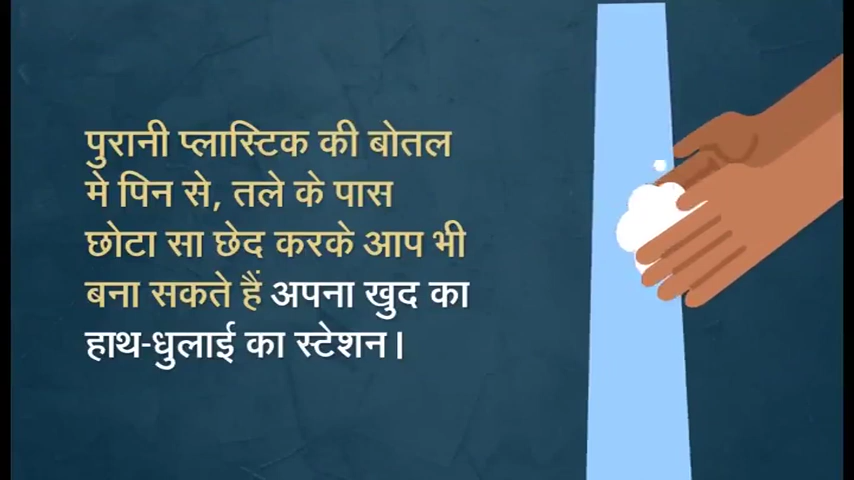 पुरानी प्लास्टिक की बोतल
मे पिन से, तले के पास
छोटा सा छेद करके आप भी
बना सकते हैं अपना खुद का
हाथ-धुलाई का स्टेशन।